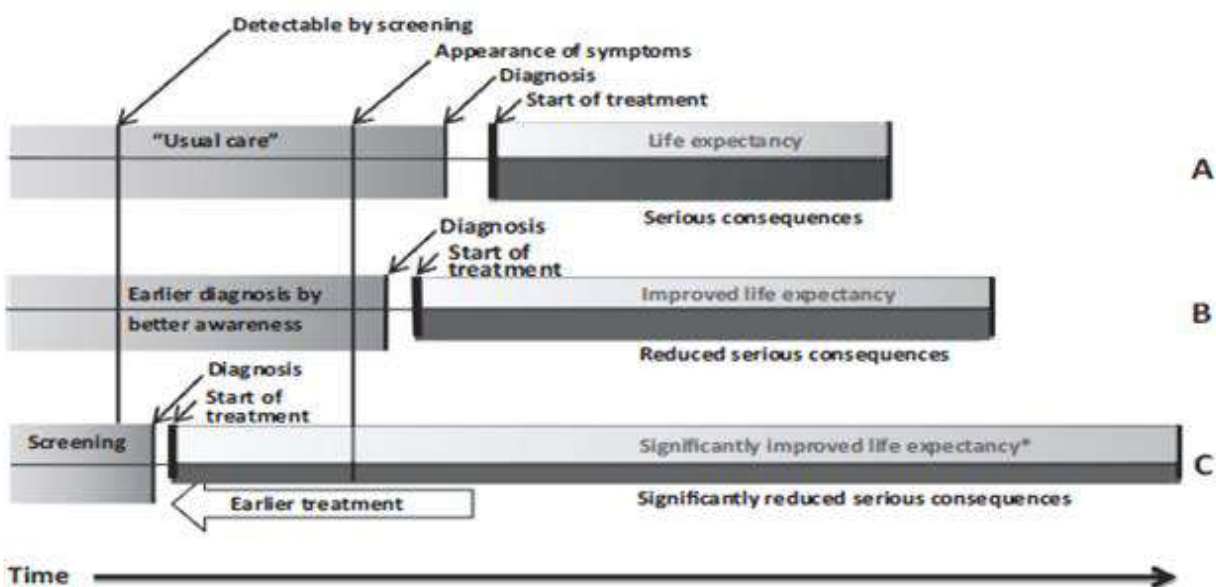 Detectable by screening
Appearance of symptoms
Diagnosis
Start of treatment
“Usual care”
Life expectancy
A
Serious consequences
Diagnosis
Start of
treatment
Earlier diagnosis by
better awareness
Improved life expectancy
B
Reduced serious consequences
Diagnosis
Start of
treatment
Screening
Significantly improved life expectancy*
C
Significantly reduced serious consequences
Earlier treatment
Time